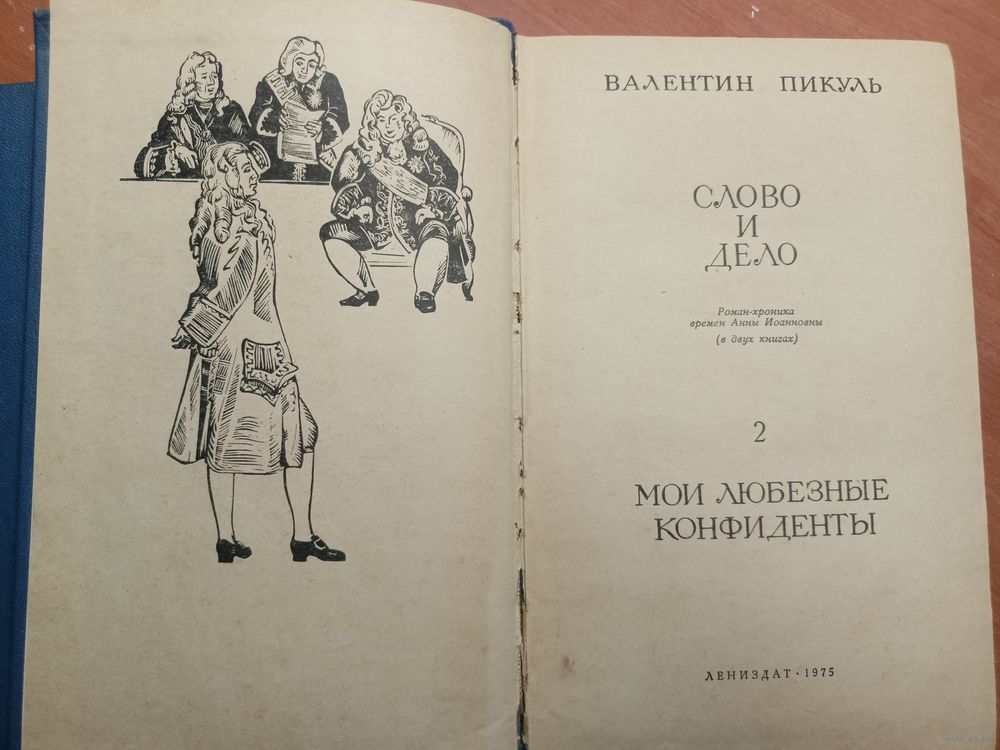 ВАЛЕНТИН ПИКУЛЬ
СЛОВО
И
ДЕЛО
Роман-хроника
времен Анны Иоанновны
(в двух книгах)
2
МОИ ЛЮБЕЗНЫЕ
КОНФИДЕНТЫ
ЛЕНИЗДАТ · 1975